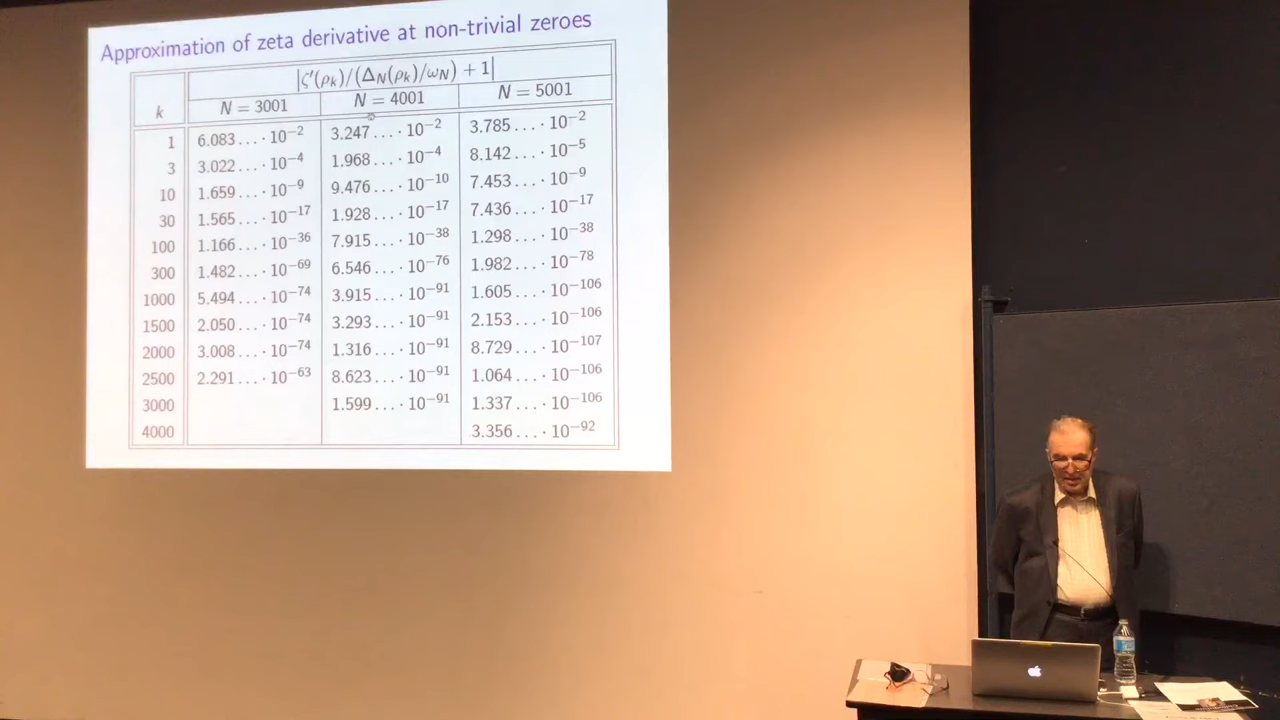 Approximation of zeta derivative at non-trivial zeroes
|ζ′(ρₖ)/(Δ_N(ρₖ)/ω_N) + 1|
k N = 3001 N = 4001 N = 5001
1 6.083… · 10⁻² 3.247… · 10⁻² 3.785… · 10⁻²
3 3.022… · 10⁻⁴ 1.968… · 10⁻⁴ 8.142… · 10⁻⁵
10 1.659… · 10⁻⁹ 9.476… · 10⁻¹⁰ 7.453… · 10⁻⁹
30 1.565… · 10⁻¹⁷ 1.928… · 10⁻¹⁷ 7.436… · 10⁻¹⁷
100 1.166… · 10⁻³⁶ 7.915… · 10⁻³⁸ 1.298… · 10⁻³⁸
300 1.482… · 10⁻⁶⁹ 6.546… · 10⁻⁷⁶ 1.982… · 10⁻⁷⁸
1000 5.494… · 10⁻⁷⁴ 3.915… · 10⁻⁹¹ 1.605… · 10⁻¹⁰⁶
1500 2.050… · 10⁻⁷⁴ 3.293… · 10⁻⁹¹ 2.153… · 10⁻¹⁰⁶
2000 3.008… · 10⁻⁷⁴ 1.316… · 10⁻⁹¹ 8.729… · 10⁻¹⁰⁷
2500 2.291… · 10⁻⁶³ 8.623… · 10⁻⁹¹ 1.064… · 10⁻¹⁰⁶
3000 1.599… · 10⁻⁹¹ 1.337… · 10⁻¹⁰⁶
4000 3.356… · 10⁻⁹²